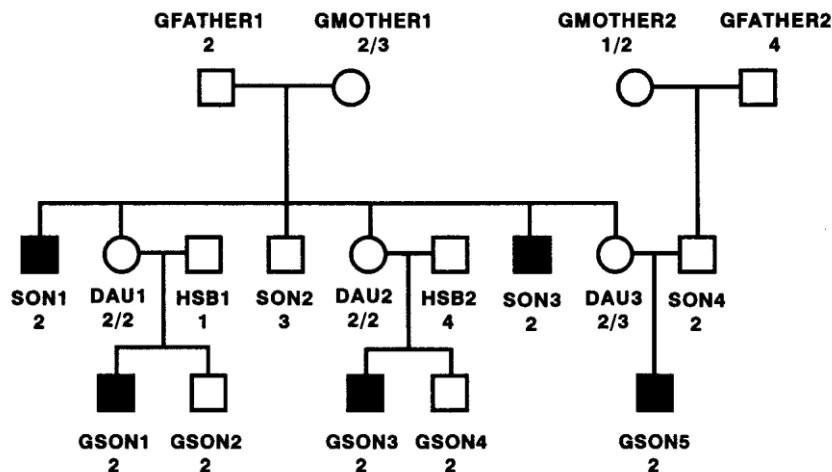 GFATHER1 GMOTHER1 GMOTHER2 GFATHER2
2 2/3 1/2 4
SON1 DAU1 HSB1 SON2 DAU2 HSB2 SON3 DAU3 SON4
2 2/2 1 3 2/2 4 2 2/3 2
GSON1 GSON2 GSON3 GSON4 GSON5
2 2 2 2 2